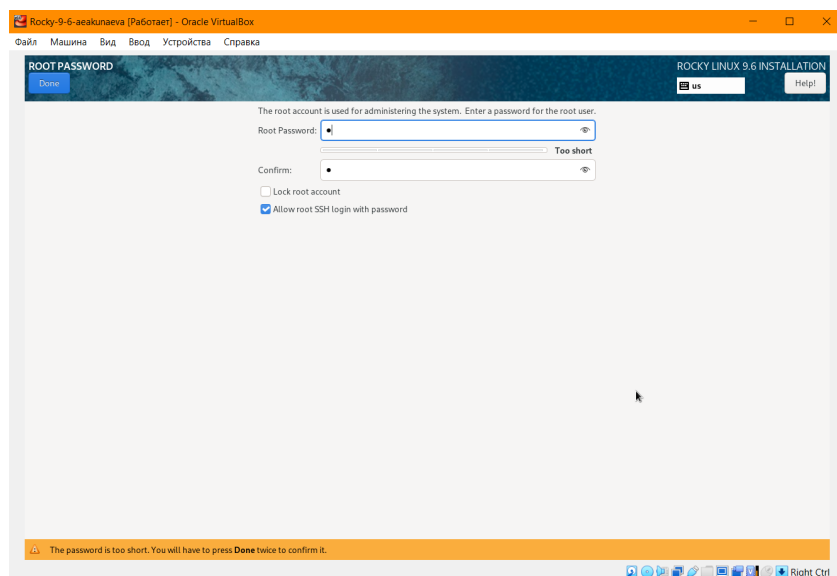 Rocky-9-6-aeakunaeva [Работает] - Oracle VirtualBox
Файл Машина Вид Ввод Устройства Справка
ROOT PASSWORD
ROCKY LINUX 9.6 INSTALLATION
Done
us
Help!
The root account is used for administering the system. Enter a password for the root user.
Root Password:
Too short
Confirm:
Lock root account
Allow root SSH login with password
The password is too short. You will have to press Done twice to confirm it.
Right Ctrl